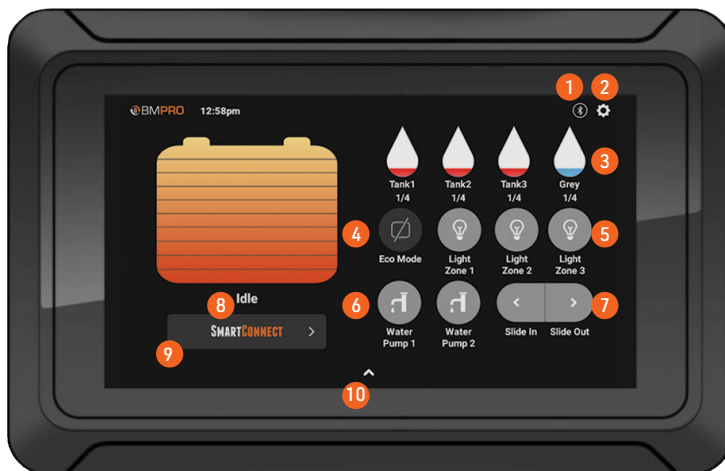 1 2
BMPRO 12:58pm
3
Tank1 Tank2 Tank3 Grey
1/4 1/4 1/4 1/4
4 5
Eco Mode Light Zone 1 Light Zone 2 Light Zone 3
8 Idle
6 7
SMARTCONNECT >
Water Pump 1 Water Pump 2 < > Slide In Slide Out
9
10